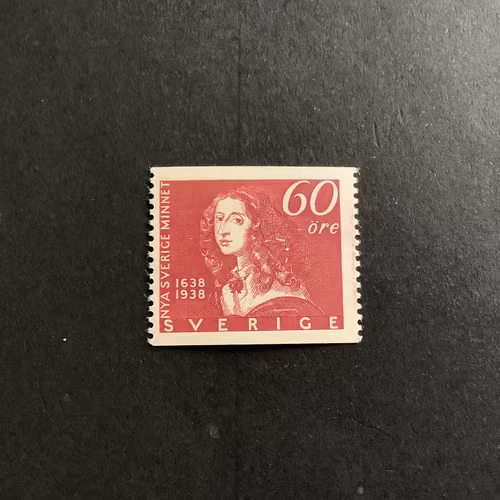 NYA SVERIGE MINNET
60
öre
1638
1938
SVERIGE